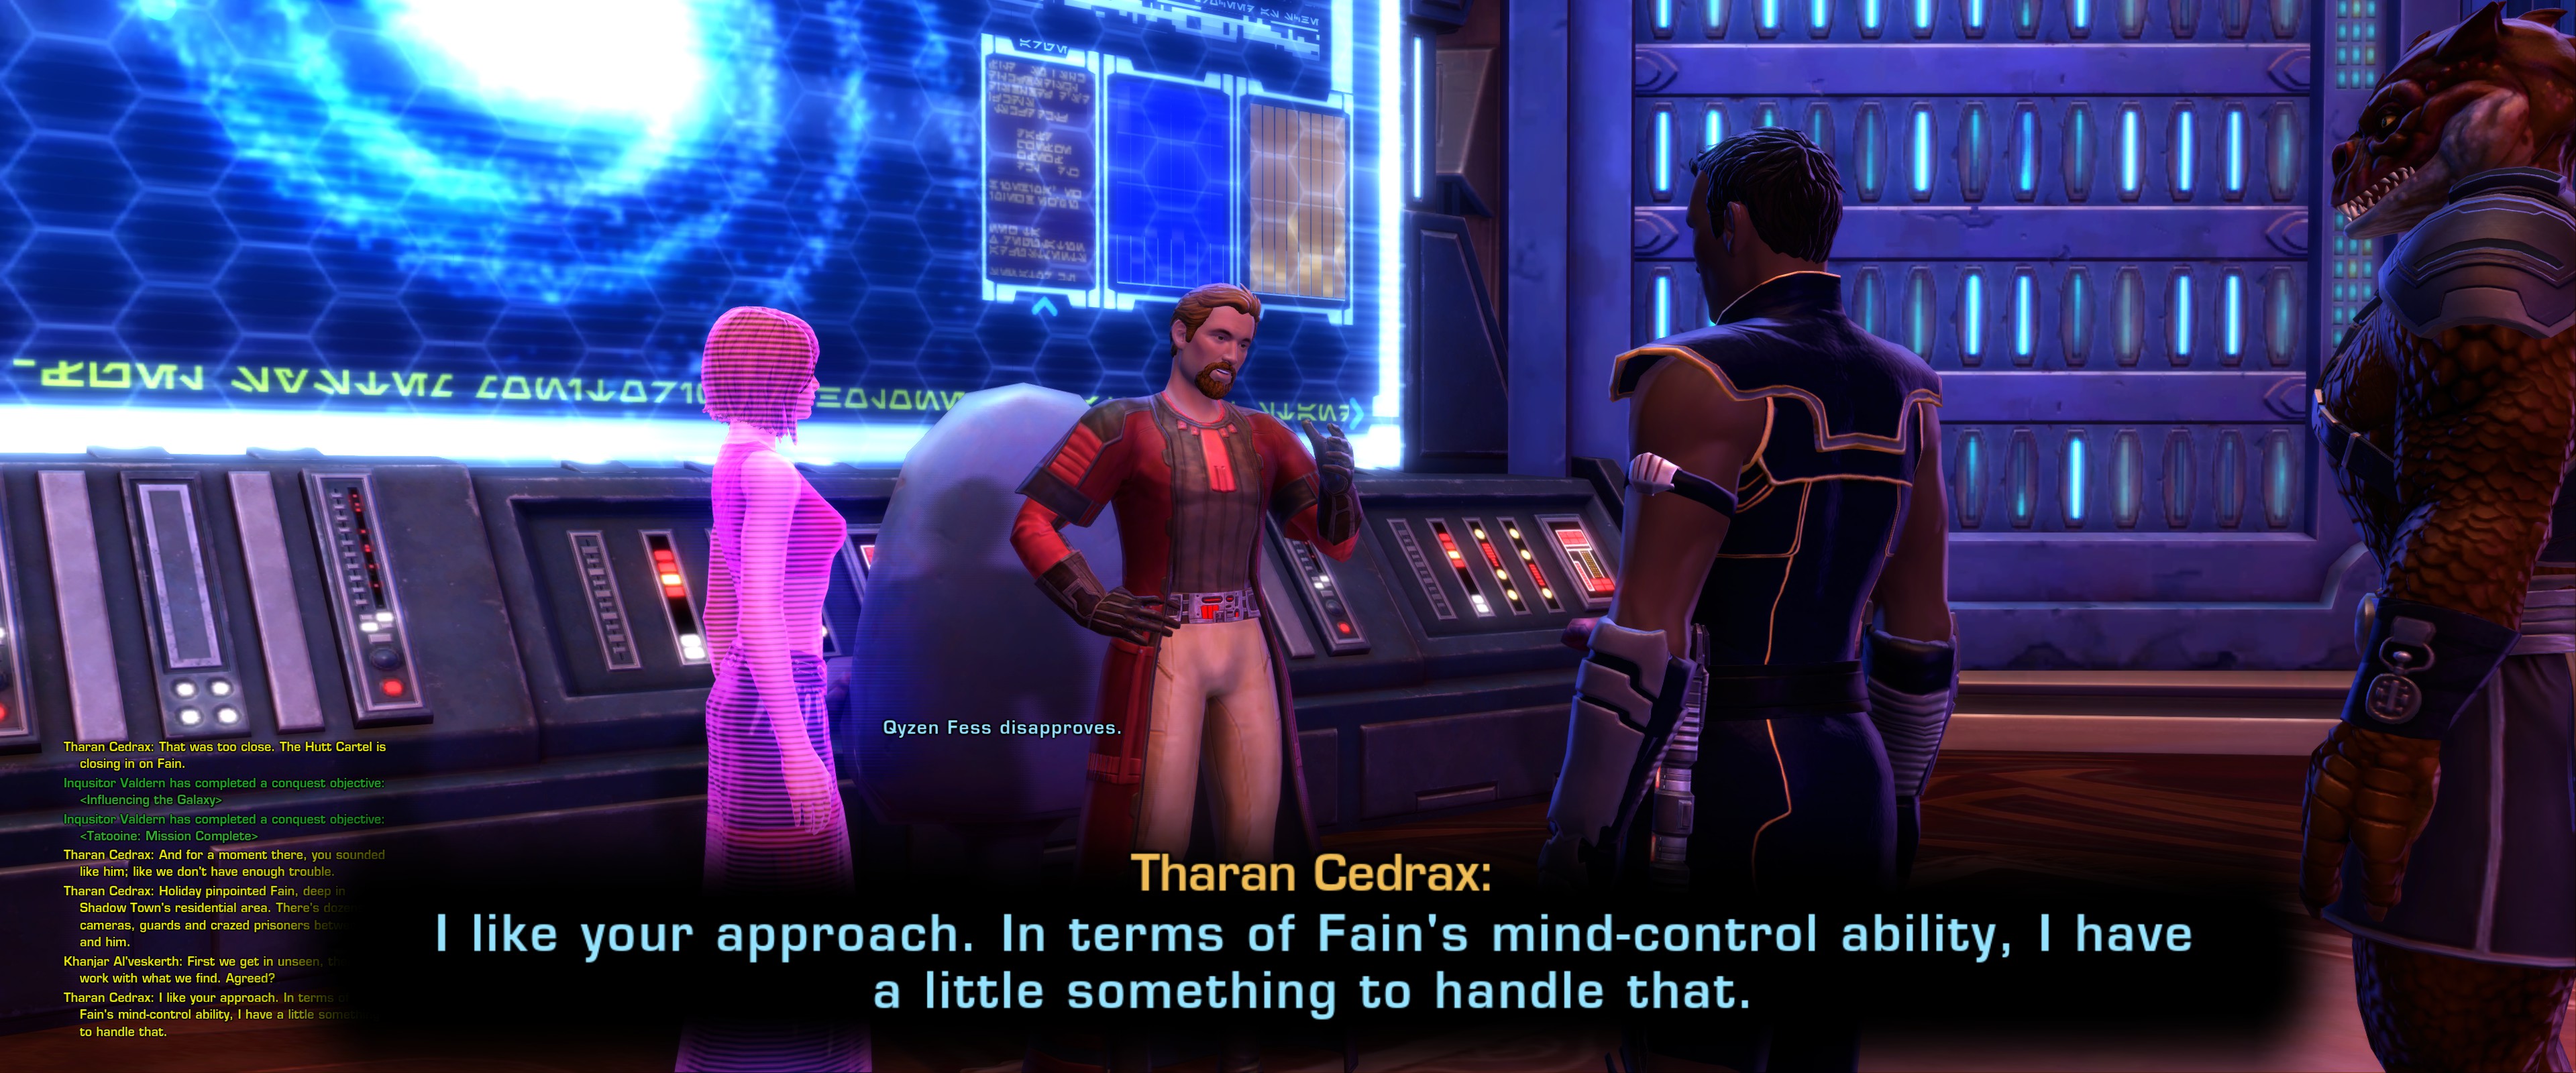 Qyzen Fess disapproves.
Tharan Cedrax: That was too close. The Hutt Cartel is
closing in on Fain.
Inqusitor Valdern has completed a conquest objective:
<Influencing the Galaxy>
Inqusitor Valdern has completed a conquest objective:
<Tatooine: Mission Complete>
Tharan Cedrax: And for a moment there, you sounded
like him; like we don't have enough trouble.
Tharan Cedrax: Holiday pinpointed Fain, deep in
Shadow Town's residential area. There's
cameras, guards and crazed prisoners
and him.
Khanjar Al'veskerth: First we get in unseen,
work with what we find. Agreed?
Tharan Cedrax: I like your approach. In terms of
Fain's mind-control ability, I have a little
to handle that.
Tharan Cedrax:
I like your approach. In terms of Fain's mind-control ability, I have
a little something to handle that.